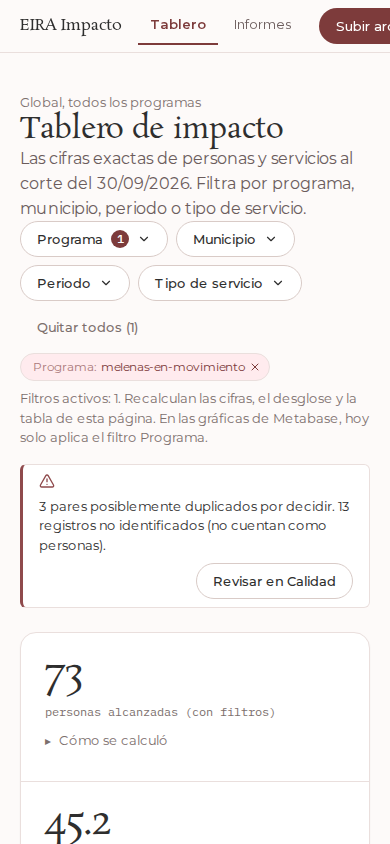 EIRA Impacto Tablero Informes Subir arc
Global, todos los programas
Tablero de impacto
Las cifras exactas de personas y servicios al
corte del 30/09/2026. Filtra por programa,
municipio, periodo o tipo de servicio.
Programa 1 Municipio
Periodo Tipo de servicio
Quitar todos (1)
Programa: melenas-en-movimiento ×
Filtros activos: 1. Recalculan las cifras, el desglose y la
tabla de esta página. En las gráficas de Metabase, hoy
solo aplica el filtro Programa.
3 pares posiblemente duplicados por decidir. 13
registros no identificados (no cuentan como
personas).
Revisar en Calidad
73
personas alcanzadas (con filtros)
▸ Cómo se calculó
45.2